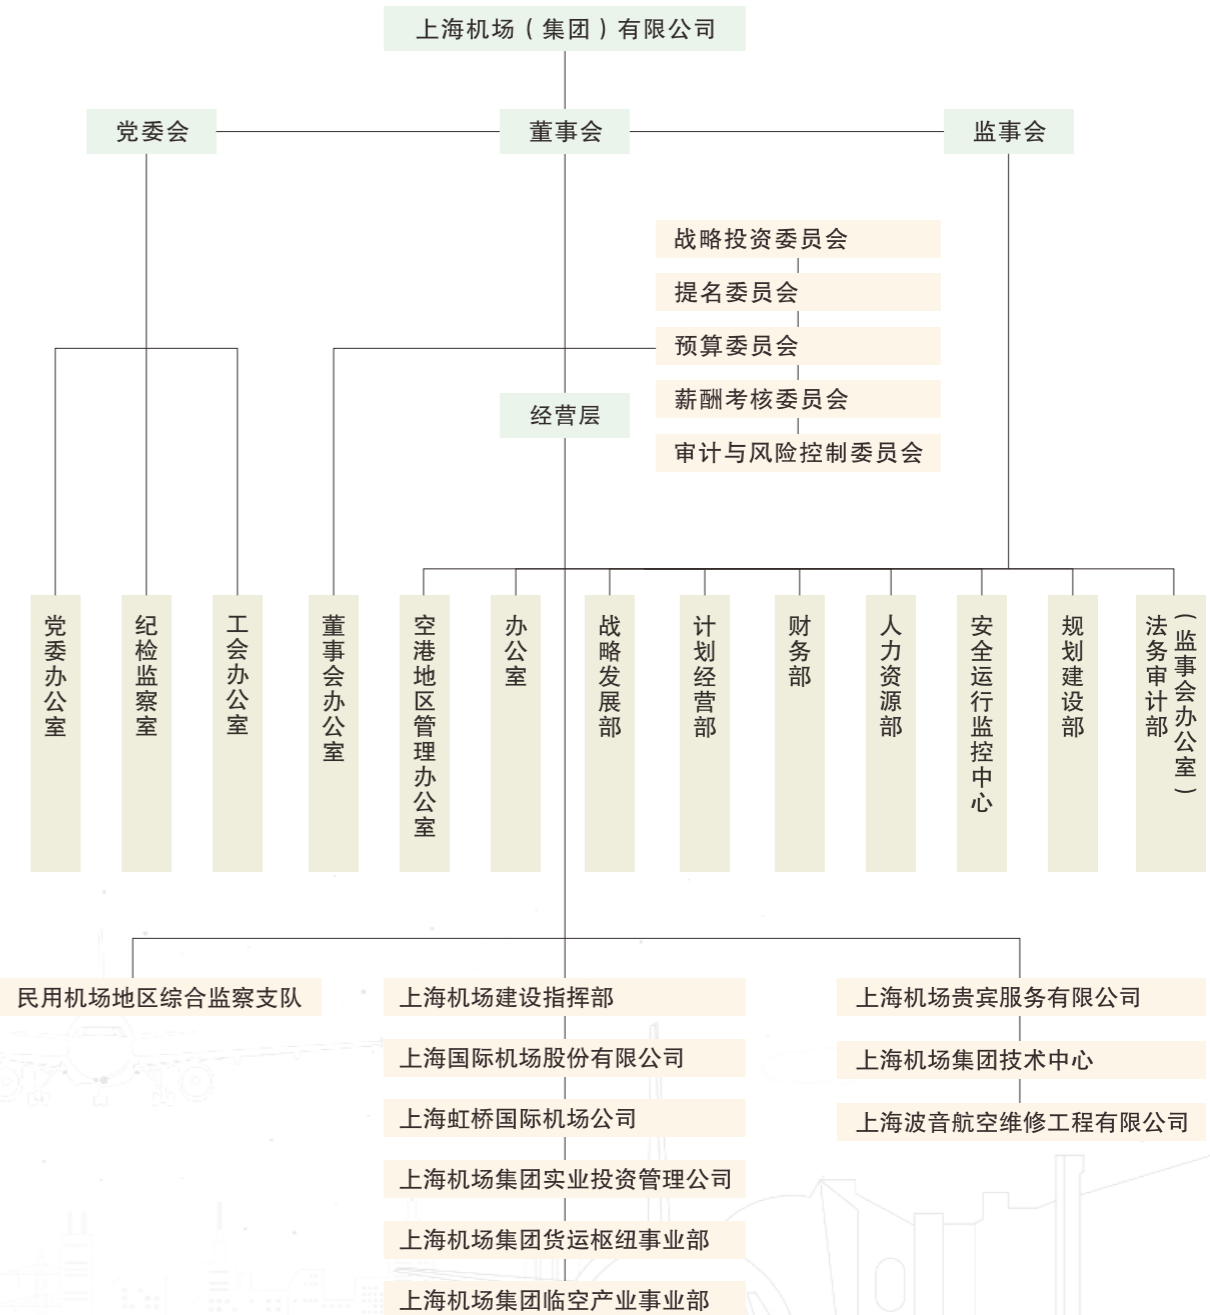 上海机场（集团）有限公司
党委会
董事会
监事会
战略投资委员会
提名委员会
预算委员会
薪酬考核委员会
审计与风险控制委员会
经营层
党委办公室
纪检监察室
工会办公室
董事会办公室
空港地区管理办公室
办公室
战略发展部
计划经营部
财务部
人力资源部
安全运行监控中心
规划建设部
法务审计部
（监事会办公室）
民用机场地区综合监察支队
上海机场建设指挥部
上海国际机场股份有限公司
上海虹桥国际机场公司
上海机场集团实业投资管理公司
上海机场集团货运枢纽事业部
上海机场集团临空产业事业部
上海机场贵宾服务有限公司
上海机场集团技术中心
上海波音航空维修工程有限公司